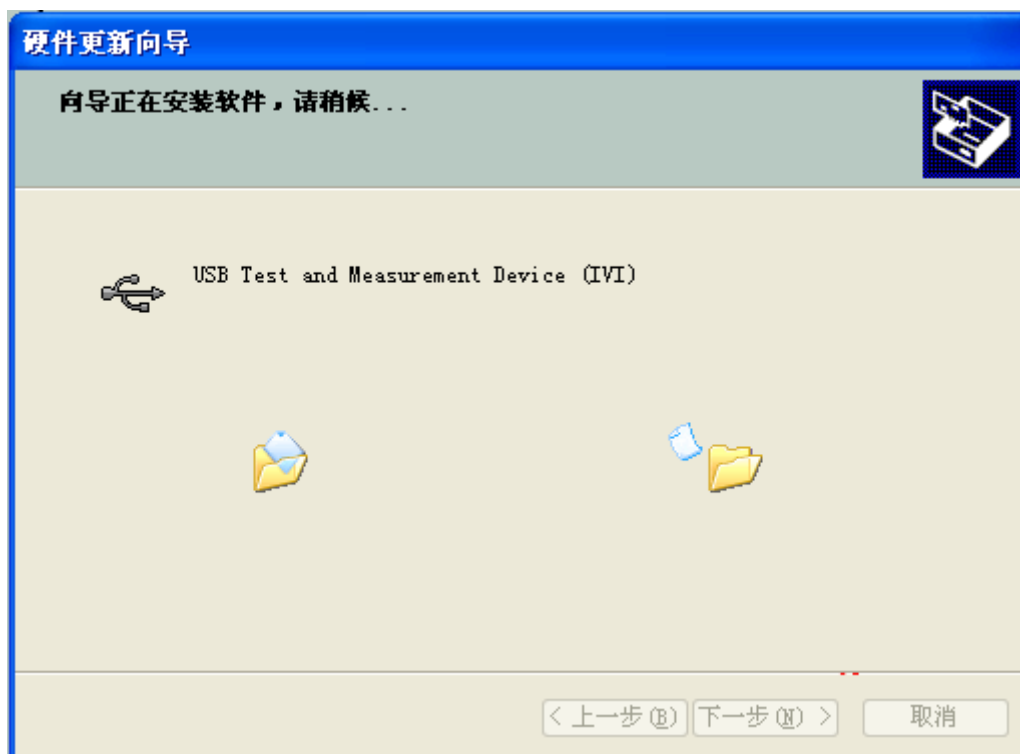 硬件更新向导
向导正在安装软件，请稍候...
USB Test and Measurement Device (IVI)
< 上一步(B) 下一步(N) > 取消